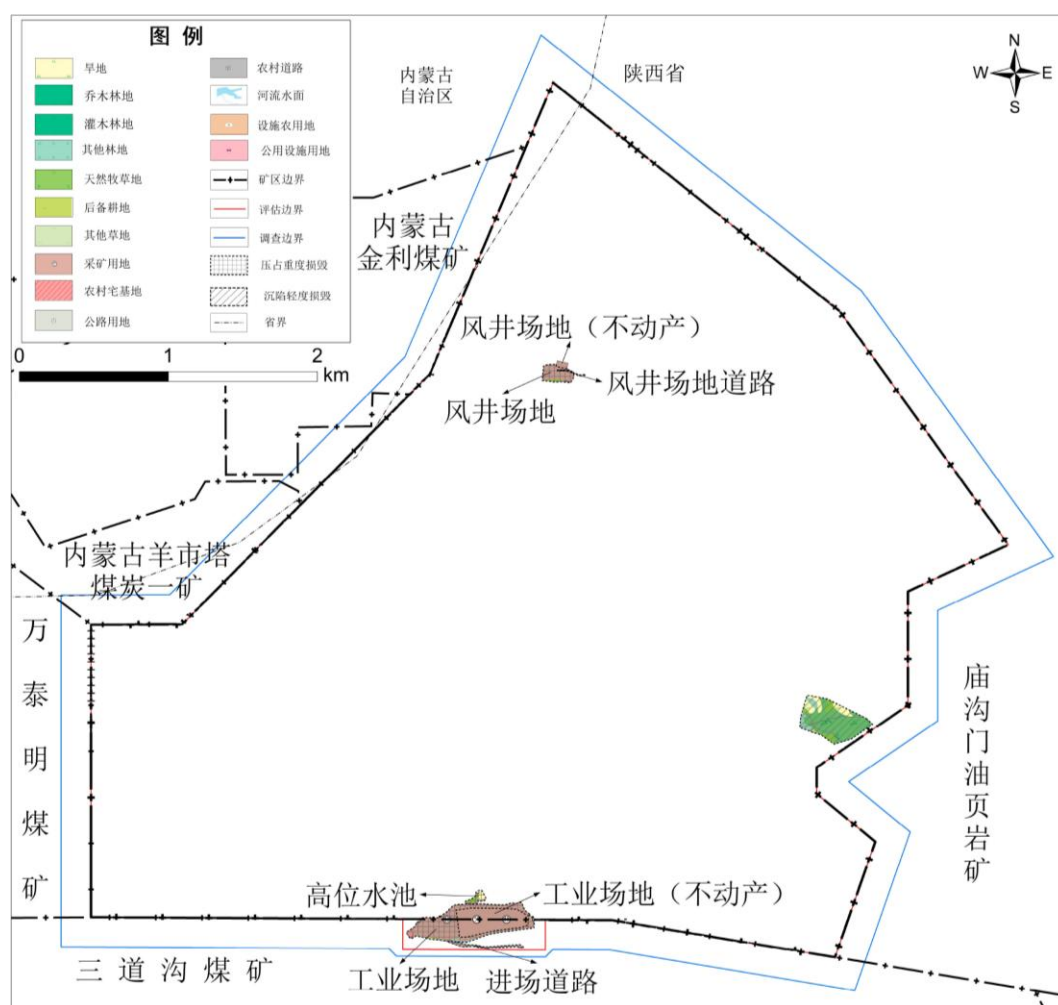 图 例
旱地
乔木林地
灌木林地
其他林地
天然牧草地
后备耕地
其他草地
采矿用地
农村宅基地
公路用地
农村道路
河流水面
设施农用地
公用设施用地
矿区边界
评估边界
调查边界
压占重度损毁
沉陷轻度损毁
省界
0 1 2
km
内蒙古
自治区
陕西省
N
W E
S
内蒙古
金利煤矿
风井场地（不动产）
风井场地道路
风井场地
内蒙古羊市塔
煤炭一矿
万泰明煤矿
庙沟门油页岩矿
高位水池
工业场地（不动产）
工业场地
进场道路
三道沟煤矿